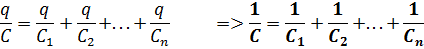 q/C = q/C₁ + q/C₂ + ... + q/Cₙ => 1/C = 1/C₁ + 1/C₂ + ... + 1/Cₙ